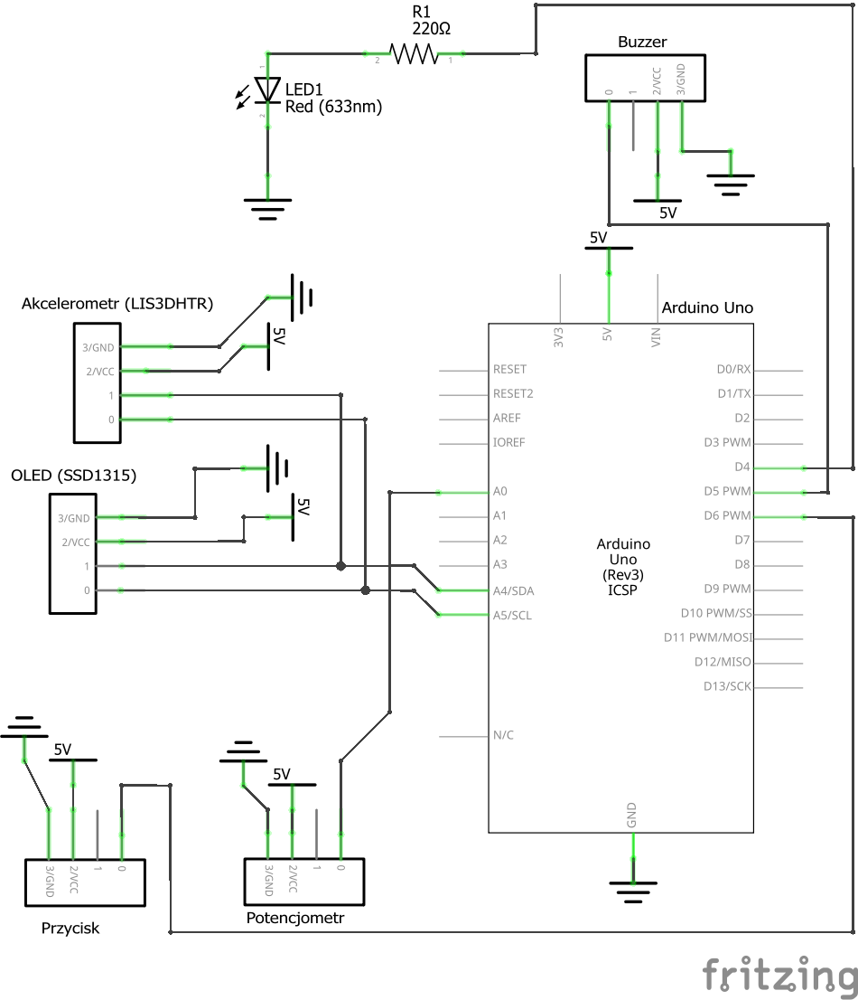 R1
220Ω
2
1
1
LED1
Red (633nm)
2
Buzzer
0
1
2/VCC
3/GND
5V
5V
Akcelerometr (LIS3DHTR)
3/GND
2/VCC
1
0
5V
OLED (SSD1315)
3/GND
2/VCC
1
0
5V
Arduino Uno
3V3
5V
VIN
RESET
RESET2
AREF
IOREF
A0
A1
A2
A3
A4/SDA
A5/SCL
N/C
D0/RX
D1/TX
D2
D3 PWM
D4
D5 PWM
D6 PWM
D7
D8
D9 PWM
D10 PWM/SS
D11 PWM/MOSI
D12/MISO
D13/SCK
Arduino
Uno
(Rev3)
ICSP
GND
5V
3/GND
2/VCC
1
0
Przycisk
5V
3/GND
2/VCC
1
0
Potencjometr
fritzing